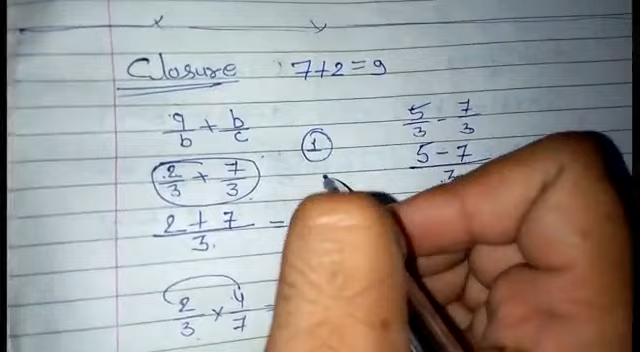 Closure 7+2=9
a/b + b/c
2/3 + 7/3
2+7/3 =
2/3 × 4/7 =
①
5/3 - 7/3
5-7/3